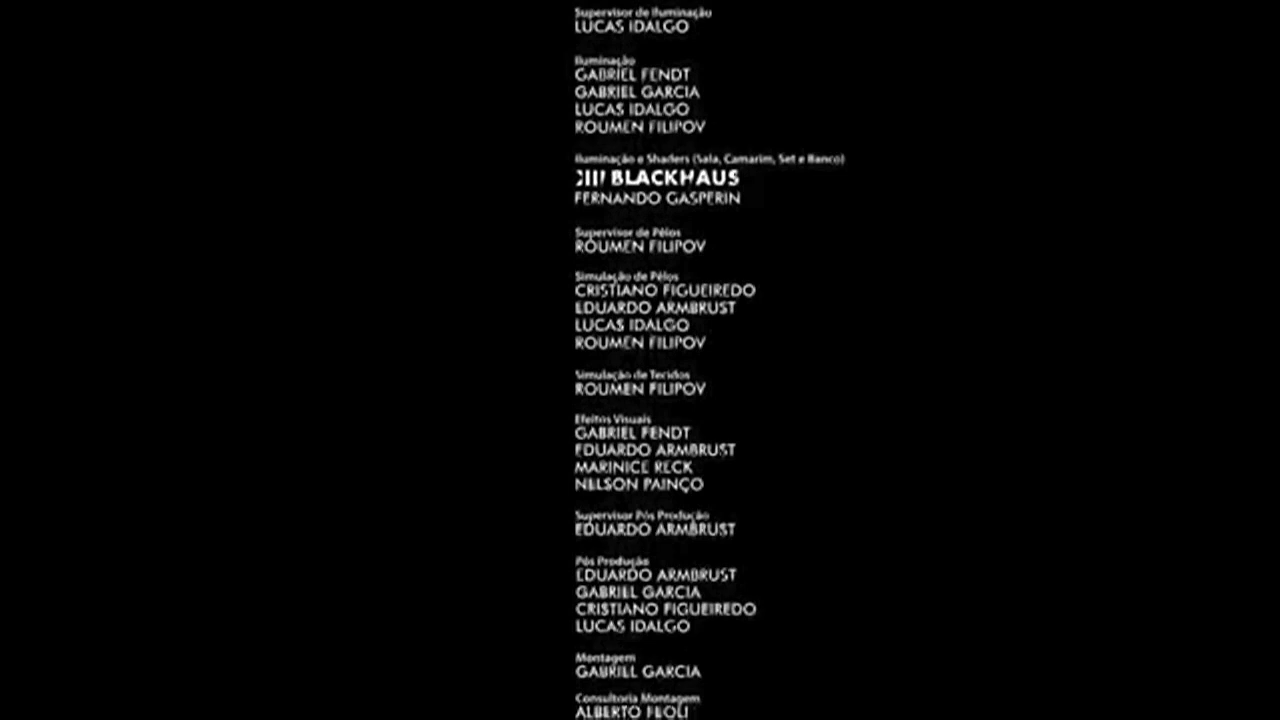 Supervisor de Iluminação
LUCAS IDALGO
Iluminação
GABRIEL FENDT
GABRIEL GARCIA
LUCAS IDALGO
ROUMEN FILIPOV
Iluminação e Shaders (Sala, Camarim, Set e Banco)
BLACKHAUS
FERNANDO GASPERIN
Supervisor de Pêlos
ROUMEN FILIPOV
Simulação de Pêlos
CRISTIANO FIGUEIREDO
EDUARDO ARMBRUST
LUCAS IDALGO
ROUMEN FILIPOV
Simulação de Tecidos
ROUMEN FILIPOV
Efeitos Visuais
GABRIEL FENDT
EDUARDO ARMBRUST
MARINICE RECK
NELSON PAINÇO
Supervisor Pós Produção
EDUARDO ARMBRUST
Pós Produção
EDUARDO ARMBRUST
GABRIEL GARCIA
CRISTIANO FIGUEIREDO
LUCAS IDALGO
Montagem
GABRIEL GARCIA
Consultoria Montagem
ALBERTO